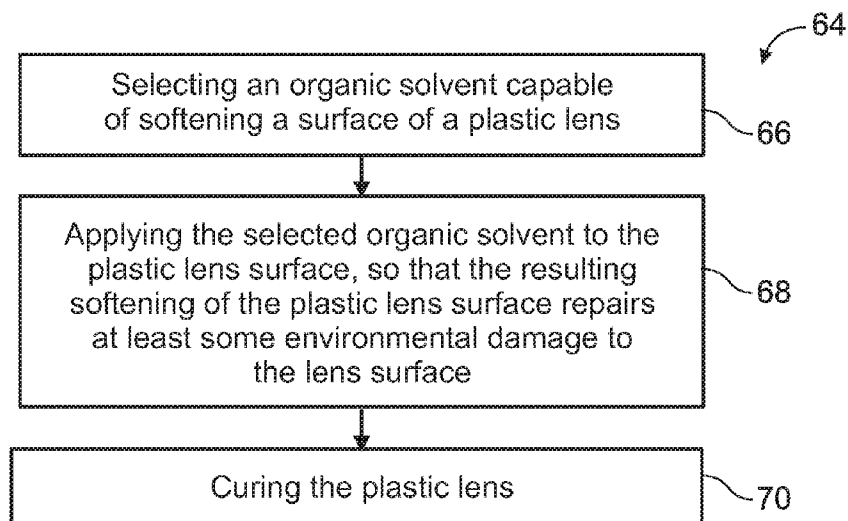 64
Selecting an organic solvent capable
of softening a surface of a plastic lens
66
Applying the selected organic solvent to the
plastic lens surface, so that the resulting
softening of the plastic lens surface repairs
at least some environmental damage to
the lens surface
68
Curing the plastic lens
70